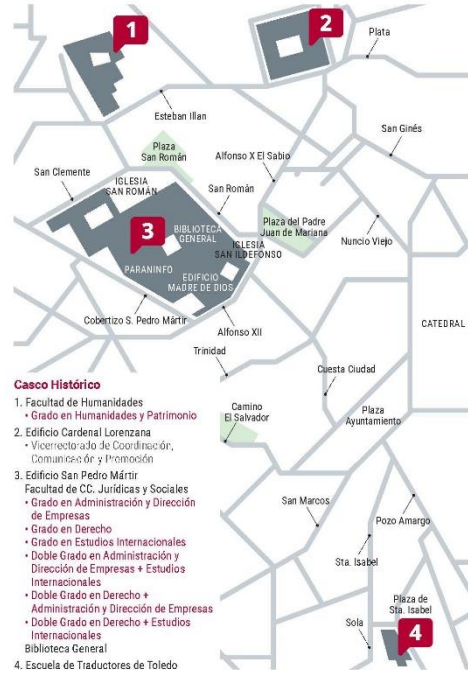 1
2
Plata
Esteban Illan
San Ginés
Plaza
San Román
Alfonso X El Sabio
San Clemente
IGLESIA
SAN ROMÁN
San Román
3
BIBLIOTECA
GENERAL
IGLESIA
SAN ILDEFONSO
Plaza del Padre
Juan de Mariana
Nuncio Viejo
PARANINFO
EDIFICIO
MADRE DE DIOS
Cobertizo S. Pedro Mártir
Alfonso XII
CATEDRAL
Trinidad
Cuesta Ciudad
Camino
El Salvador
Plaza
Ayuntamiento
San Marcos
Pozo Amargo
Sta. Isabel
Plaza de
Sta. Isabel
Sola
4
Casco Histórico
1. Facultad de Humanidades
• Grado en Humanidades y Patrimonio
2. Edificio Cardenal Lorenzana
• Vicerrectorado de Coordinación,
Comunicación y Promoción
3. Edificio San Pedro Mártir
Facultad de CC. Jurídicas y Sociales
• Grado en Administración y Dirección
de Empresas
• Grado en Derecho
• Grado en Estudios Internacionales
• Doble Grado en Administración y
Dirección de Empresas + Estudios
Internacionales
• Doble Grado en Derecho +
Administración y Dirección de Empresas
• Doble Grado en Derecho + Estudios
Internacionales
Biblioteca General
4. Escuela de Traductores de Toledo